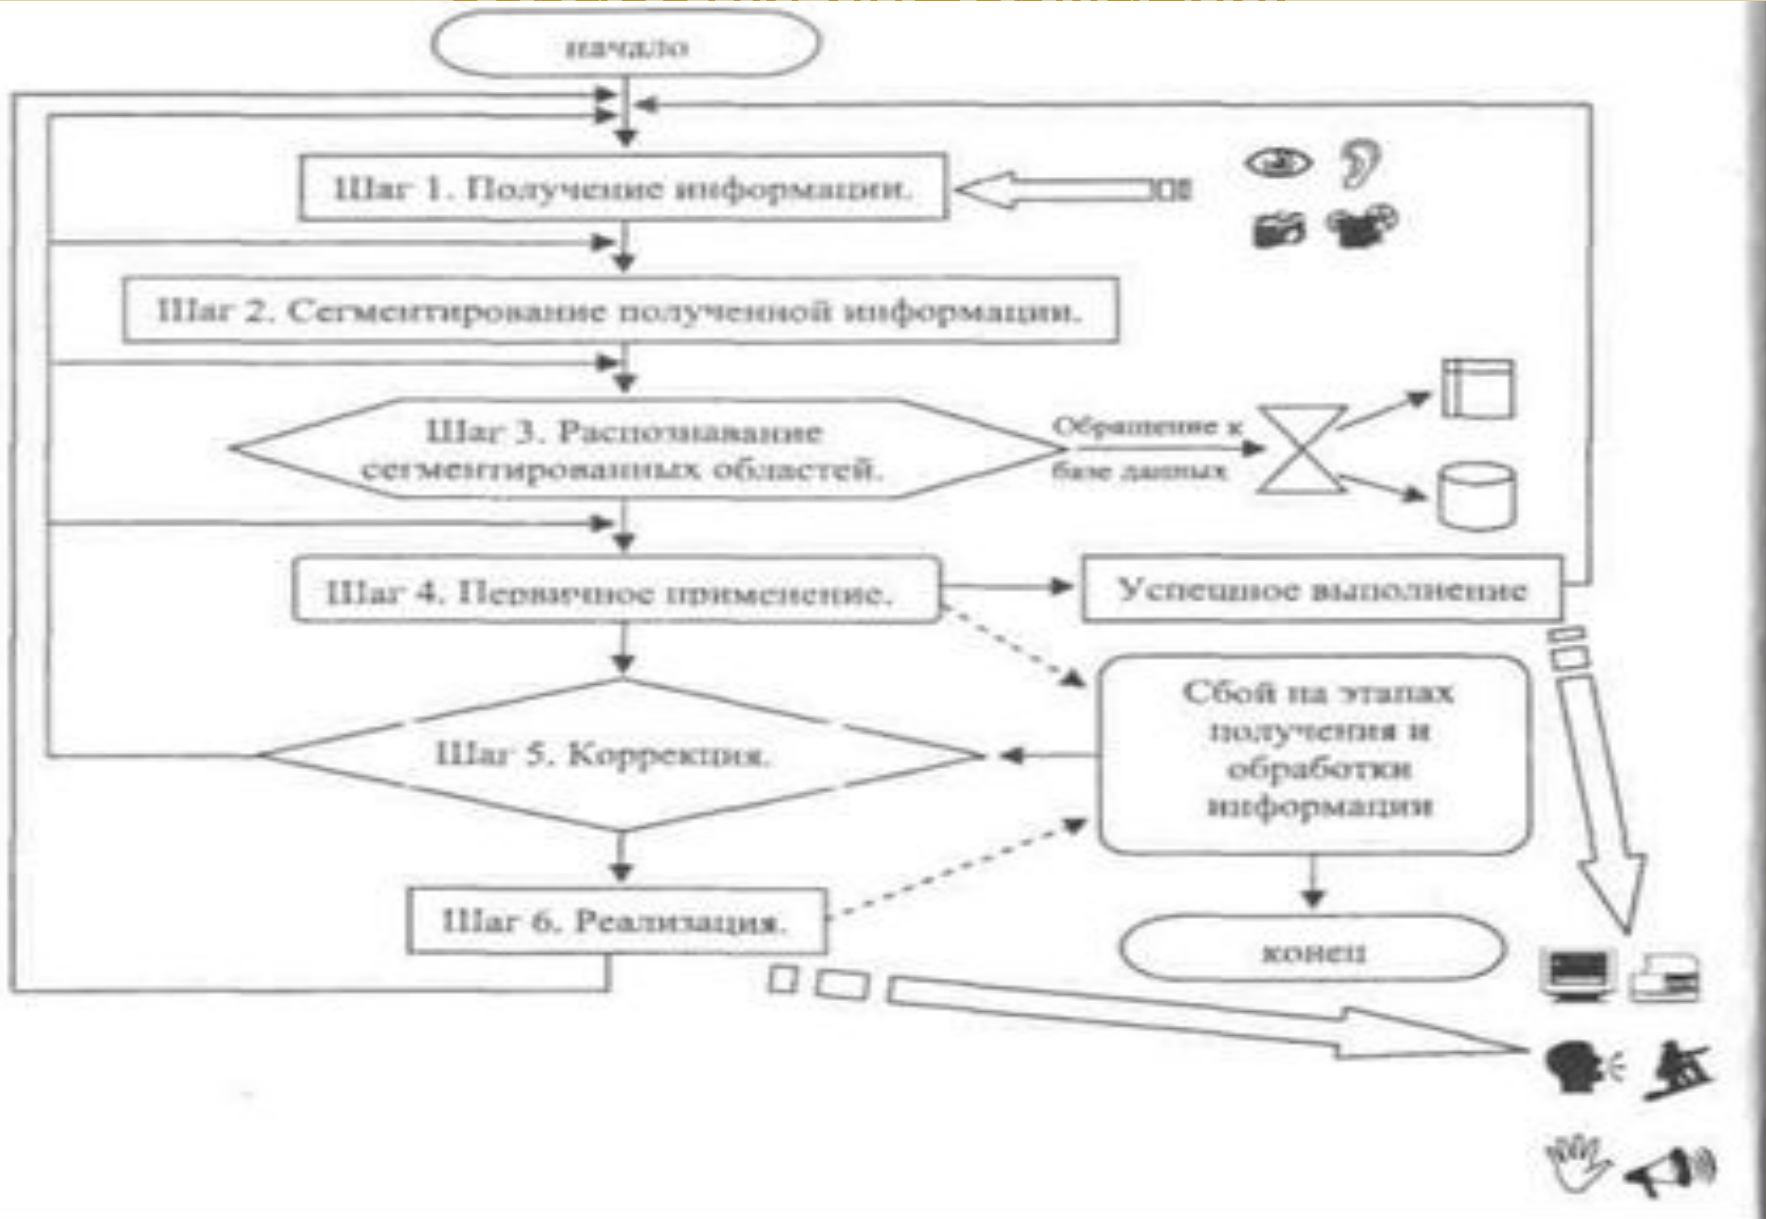 начало
Шаг 1. Получение информации.
Шаг 2. Сегментирование полученной информации.
Шаг 3. Распознавание
сегментированных областей.
Обращение к
базе данных
Шаг 4. Первичное применение.
Успешное выполнение
Сбой на этапах
получения и
обработки
информации
Шаг 5. Коррекция.
Шаг 6. Реализация.
конец